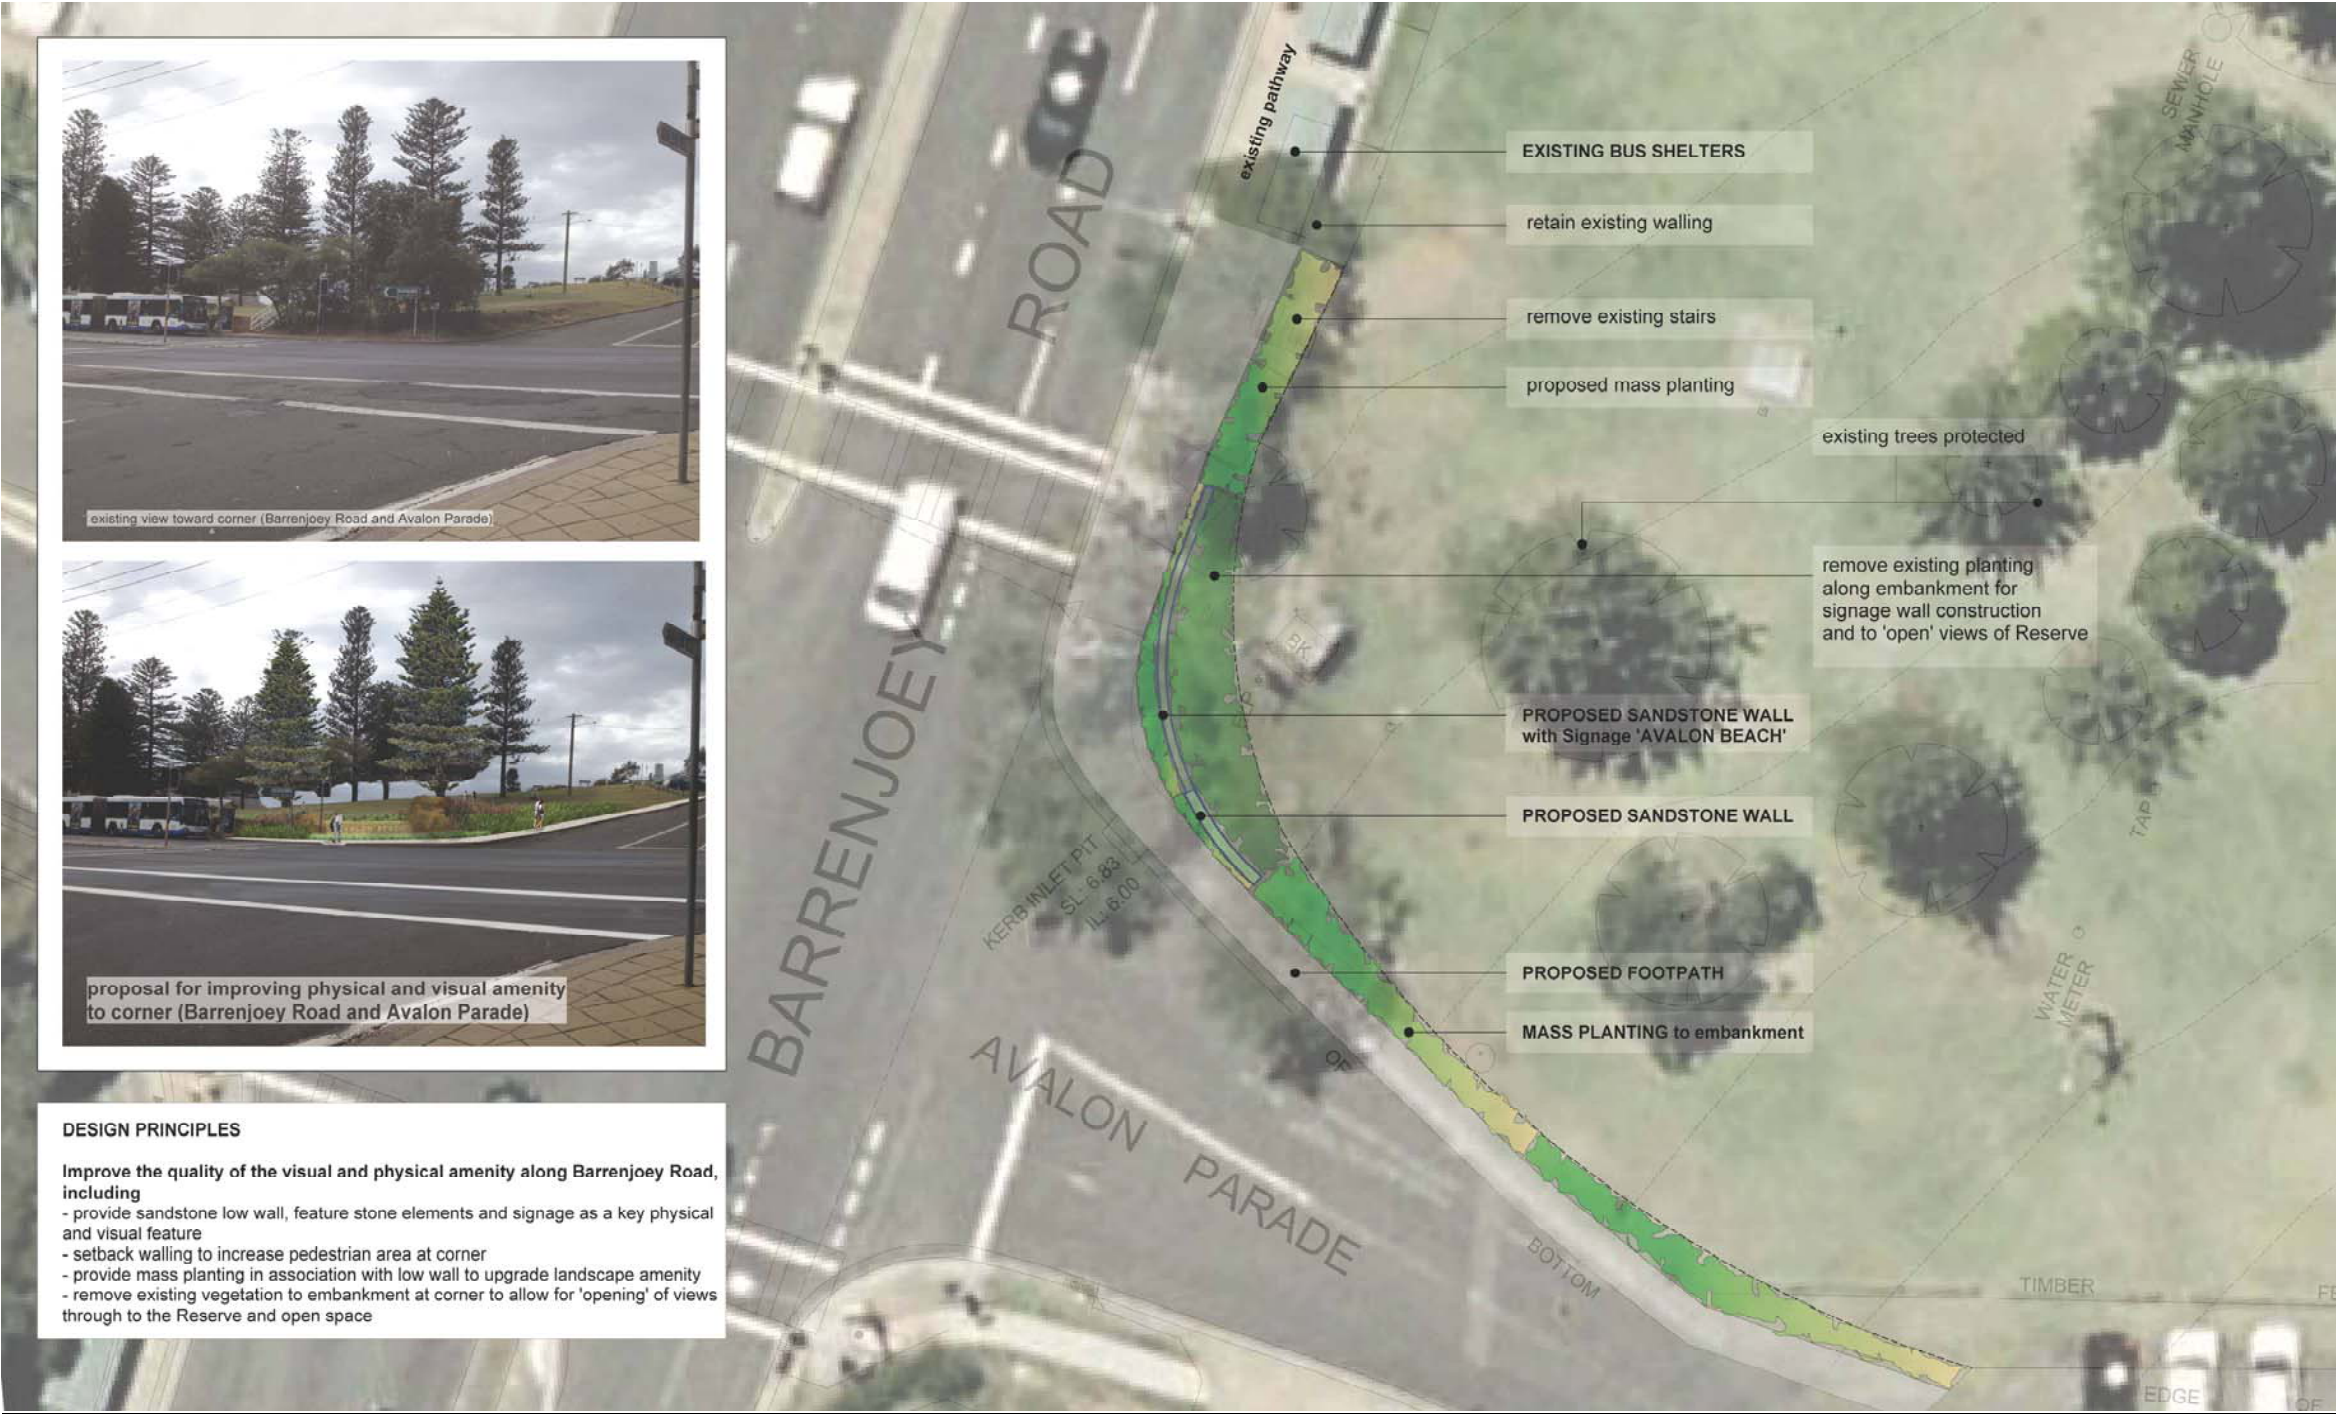 existing view toward corner (Barrenjoey Road and Avalon Parade)
proposal for improving physical and visual amenity
to corner (Barrenjoey Road and Avalon Parade)
DESIGN PRINCIPLES
Improve the quality of the visual and physical amenity along Barrenjoey Road,
including
- provide sandstone low wall, feature stone elements and signage as a key physical
and visual feature
- setback walling to increase pedestrian area at corner
- provide mass planting in association with low wall to upgrade landscape amenity
- remove existing vegetation to embankment at corner to allow for 'opening' of views
through to the Reserve and open space
existing pathway
ROAD
BARRENJOEY
AVALON PARADE
KERB INLET PIT
SL: 6.83
IL: 6.00
EXISTING BUS SHELTERS
retain existing walling
remove existing stairs
proposed mass planting
existing trees protected
remove existing planting
along embankment for
signage wall construction
and to 'open' views of Reserve
PROPOSED SANDSTONE WALL
with Signage 'AVALON BEACH'
PROPOSED SANDSTONE WALL
PROPOSED FOOTPATH
MASS PLANTING to embankment
SEWER
MANHOLE
BK
TAP
WATER
METER
OF
BOTTOM
TIMBER
FE
EDGE
OF